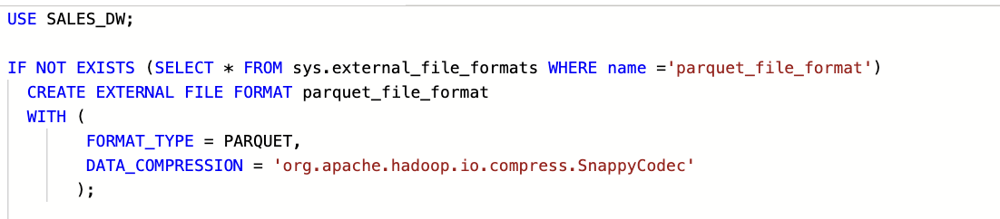 USE SALES_DW;
IF NOT EXISTS (SELECT * FROM sys.external_file_formats WHERE name ='parquet_file_format')
CREATE EXTERNAL FILE FORMAT parquet_file_format
WITH (
FORMAT_TYPE = PARQUET,
DATA_COMPRESSION = 'org.apache.hadoop.io.compress.SnappyCodec'
);